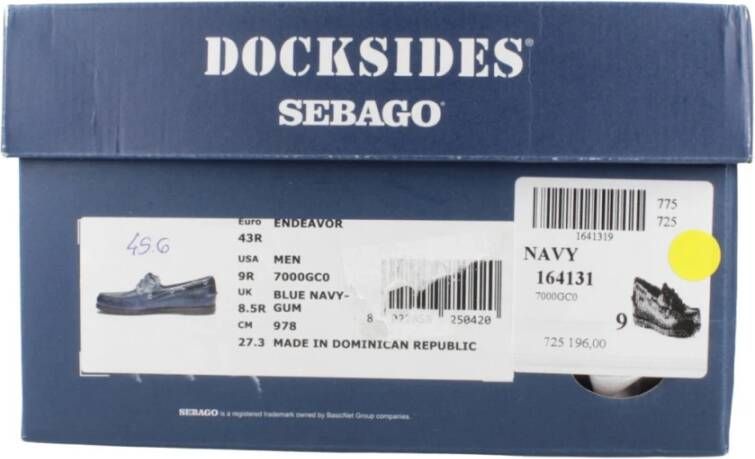 DOCKSIDES®
SEBAGO®
Euro ENDEAVOR
43R
USA MEN
9R 7000GC0
UK BLUE NAVY-
8.5R GUM
CM 978
27.3 MADE IN DOMINICAN REPUBLIC
8 250420
775
725
1641319
NAVY
164131
7000GC0
9
725 196,00
SEBAGO is a registered trademark owned by BasicNet Group companies.